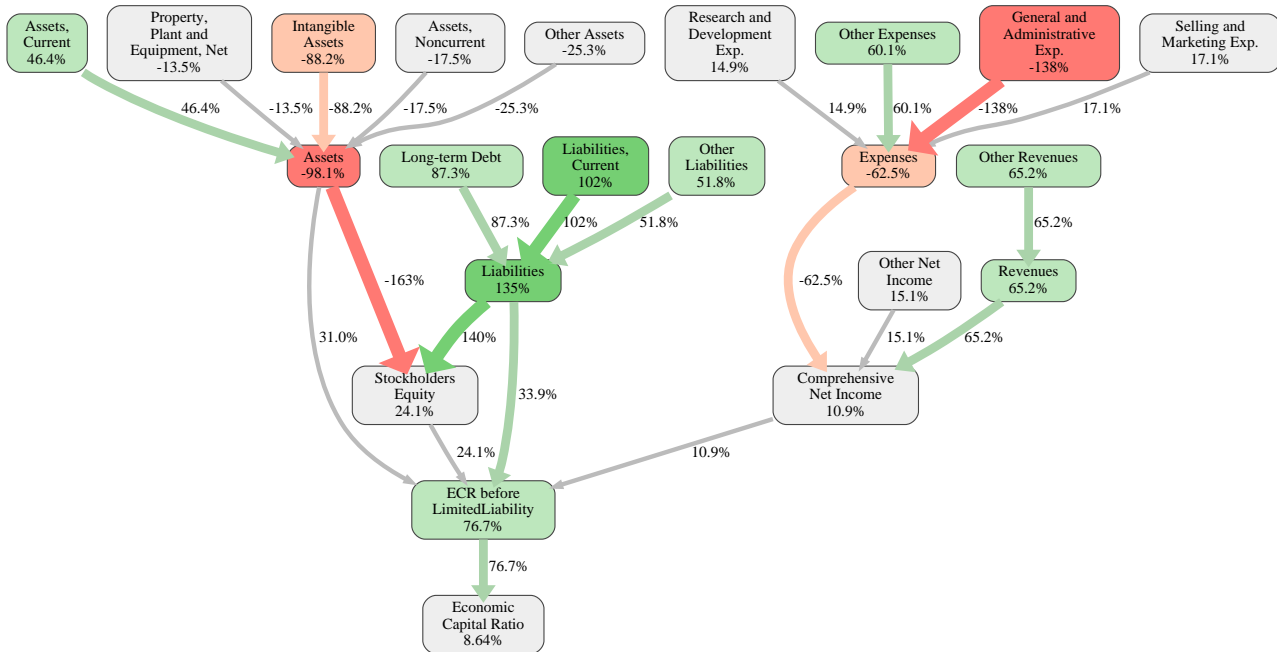 Assets,
Current
46.4%
Property,
Plant and
Equipment, Net
-13.5%
Intangible
Assets
-88.2%
Assets,
Noncurrent
-17.5%
Other Assets
-25.3%
Research and
Development
Exp.
14.9%
Other Expenses
60.1%
General and
Administrative
Exp.
-138%
Selling and
Marketing Exp.
17.1%
46.4%
-13.5%
-88.2%
-17.5%
-25.3%
14.9%
60.1%
-138%
17.1%
Assets
-98.1%
Long-term Debt
87.3%
Liabilities,
Current
102%
Other
Liabilities
51.8%
Expenses
-62.5%
Other Revenues
65.2%
87.3%
102%
51.8%
65.2%
-163%
Liabilities
135%
-62.5%
Other Net
Income
15.1%
Revenues
65.2%
31.0%
140%
15.1%
65.2%
Stockholders
Equity
24.1%
33.9%
Comprehensive
Net Income
10.9%
24.1%
10.9%
ECR before
LimitedLiability
76.7%
76.7%
Economic
Capital Ratio
8.64%